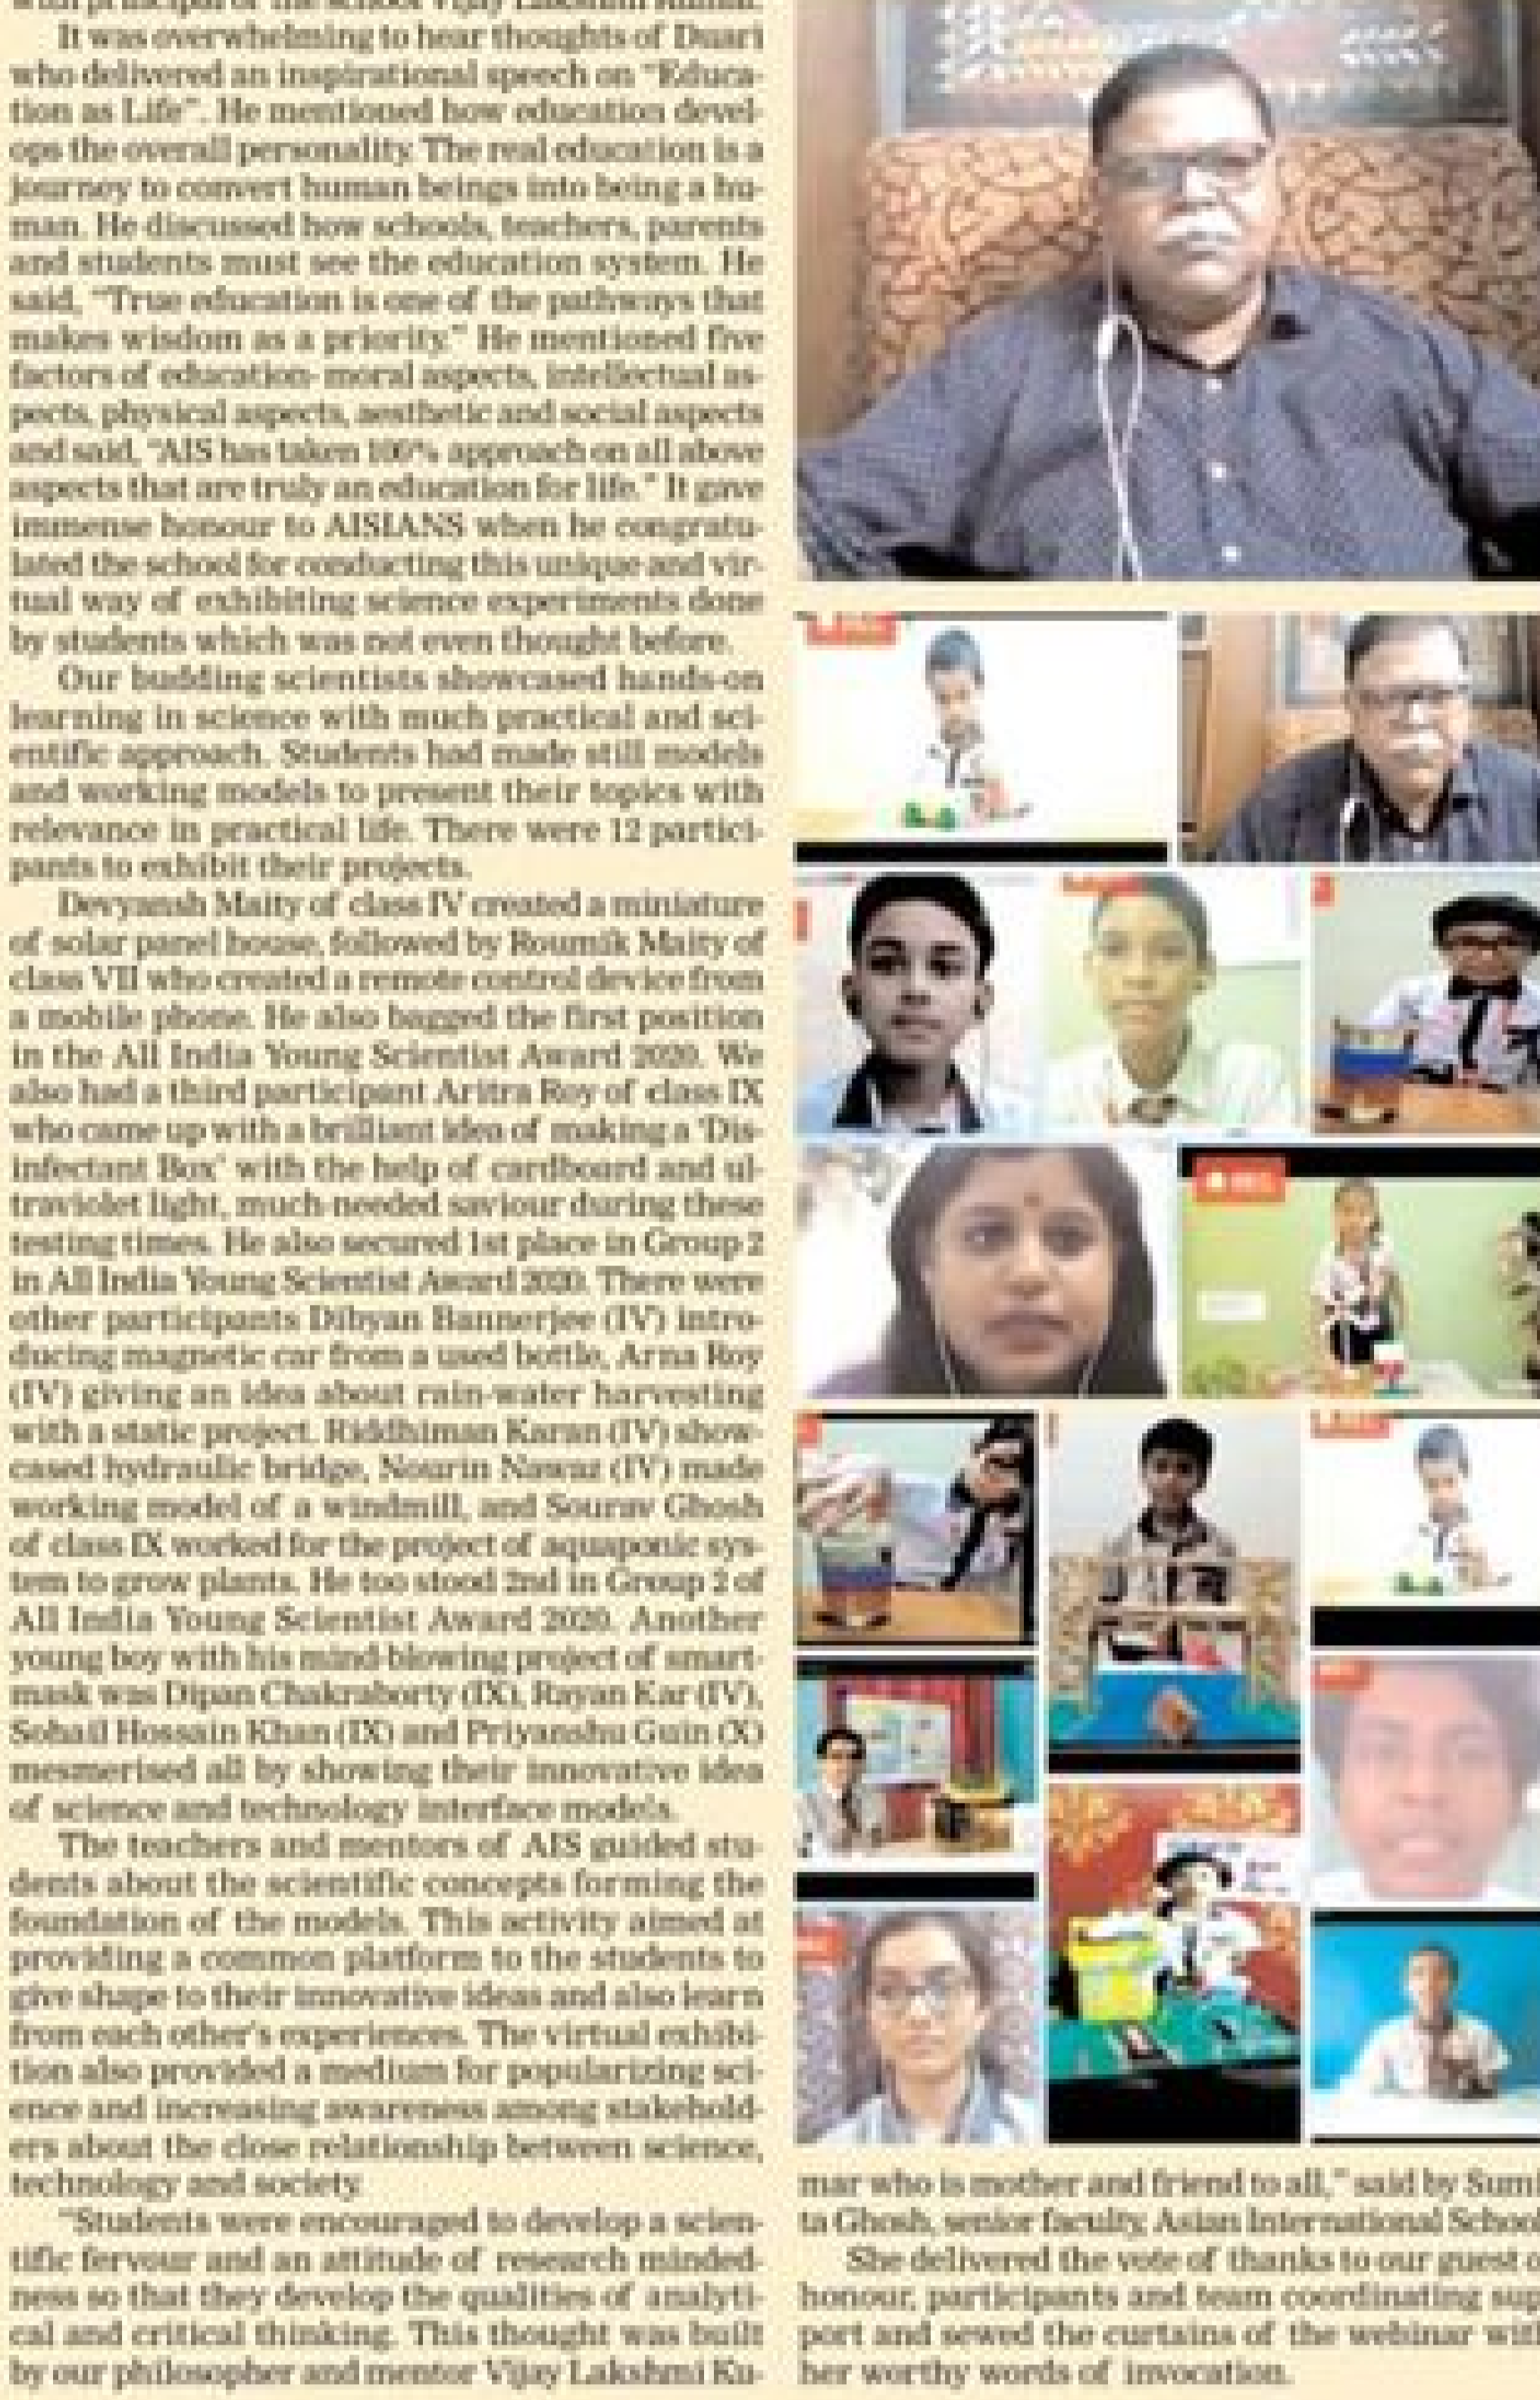 with principal of the school Vijay Lakshmi Kumar.
It was overwhelming to hear thoughts of Duari
who delivered an inspirational speech on "Educa-
tion as Life". He mentioned how education devel-
ops the overall personality. The real education is a
journey to convert human beings into being a hu-
man. He discussed how schools, teachers, parents
and students must see the education system. He
said, "True education is one of the pathways that
makes wisdom as a priority." He mentioned five
factors of education- moral aspects, intellectual as-
pects, physical aspects, aesthetic and social aspects
and said, "AIS has taken 100% approach on all above
aspects that are truly an education for life." It gave
immense honour to AISIANS when he congratu-
lated the school for conducting this unique and vir-
tual way of exhibiting science experiments done
by students which was not even thought before.
Our budding scientists showcased hands-on
learning in science with much practical and sci-
entific approach. Students had made still models
and working models to present their topics with
relevance in practical life. There were 12 partici-
pants to exhibit their projects.
Devyansh Maity of class IV created a miniature
of solar panel house, followed by Roumik Maity of
class VII who created a remote control device from
a mobile phone. He also bagged the first position
in the All India Young Scientist Award 2020. We
also had a third participant Aritra Roy of class IX
who came up with a brilliant idea of making a 'Dis-
infectant Box' with the help of cardboard and ul-
traviolet light, much-needed saviour during these
testing times. He also secured 1st place in Group 2
in All India Young Scientist Award 2020. There were
other participants Dibyan Bannerjee (IV) intro-
ducing magnetic car from a used bottle, Arna Roy
(IV) giving an idea about rain-water harvesting
with a static project. Riddhiman Karan (IV) show-
cased hydraulic bridge, Nourin Nawaz (IV) made
working model of a windmill, and Sourav Ghosh
of class IX worked for the project of aquaponic sys-
tem to grow plants. He too stood 2nd in Group 2 of
All India Young Scientist Award 2020. Another
young boy with his mind-blowing project of smart-
mask was Dipan Chakraborty (IX), Rayan Kar (IV),
Sohail Hossain Khan (IX) and Priyanshu Guin (X)
mesmerised all by showing their innovative idea
of science and technology interface models.
The teachers and mentors of AIS guided stu-
dents about the scientific concepts forming the
foundation of the models. This activity aimed at
providing a common platform to the students to
give shape to their innovative ideas and also learn
from each other's experiences. The virtual exhibi-
tion also provided a medium for popularizing sci-
ence and increasing awareness among stakehold-
ers about the close relationship between science,
technology and society.
"Students were encouraged to develop a scien-
tific fervour and an attitude of research minded-
ness so that they develop the qualities of analyti-
cal and critical thinking. This thought was built
by our philosopher and mentor Vijay Lakshmi Ku-
mar who is mother and friend to all," said by Sumi
ta Ghosh, senior faculty, Asian International Schoo
She delivered the vote of thanks to our guest o
honour, participants and team coordinating sup
port and sewed the curtains of the webinar with
her worthy words of invocation.